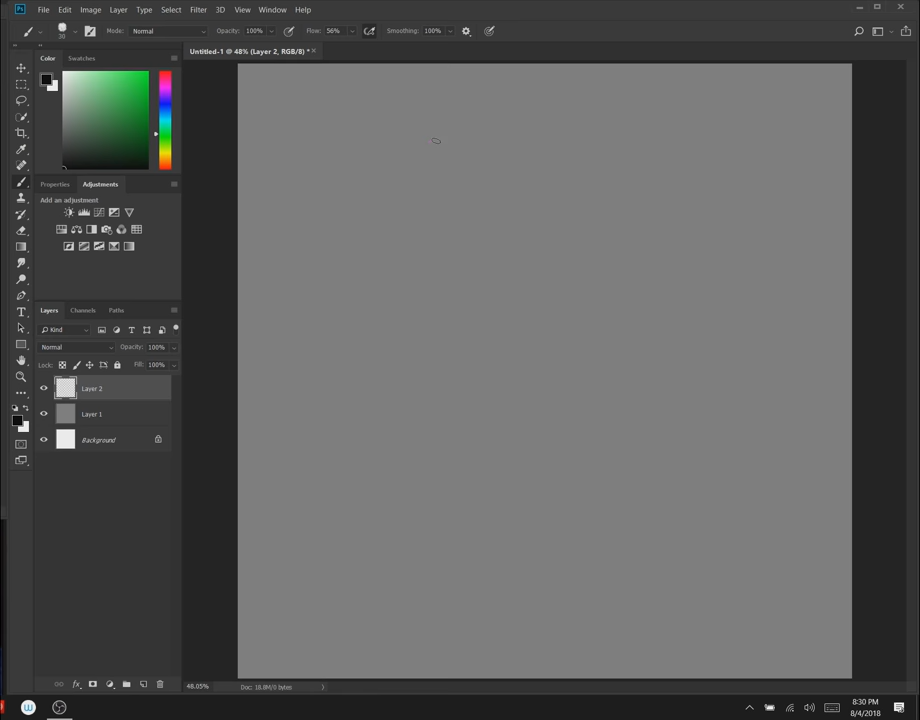 Ps File Edit Image Layer Type Select Filter 3D View Window Help
30 Mode: Normal Opacity: 100% Flow: 56% Smoothing: 100%
Untitled-1 @ 48% (Layer 2, RGB/8) *
Color Swatches
Properties Adjustments
Add an adjustment
Layers Channels Paths
Kind
Normal Opacity: 100%
Lock: Fill: 100%
Layer 2
Layer 1
Background
48.05% Doc: 18.8M/0 bytes
8:30 PM
8/4/2018